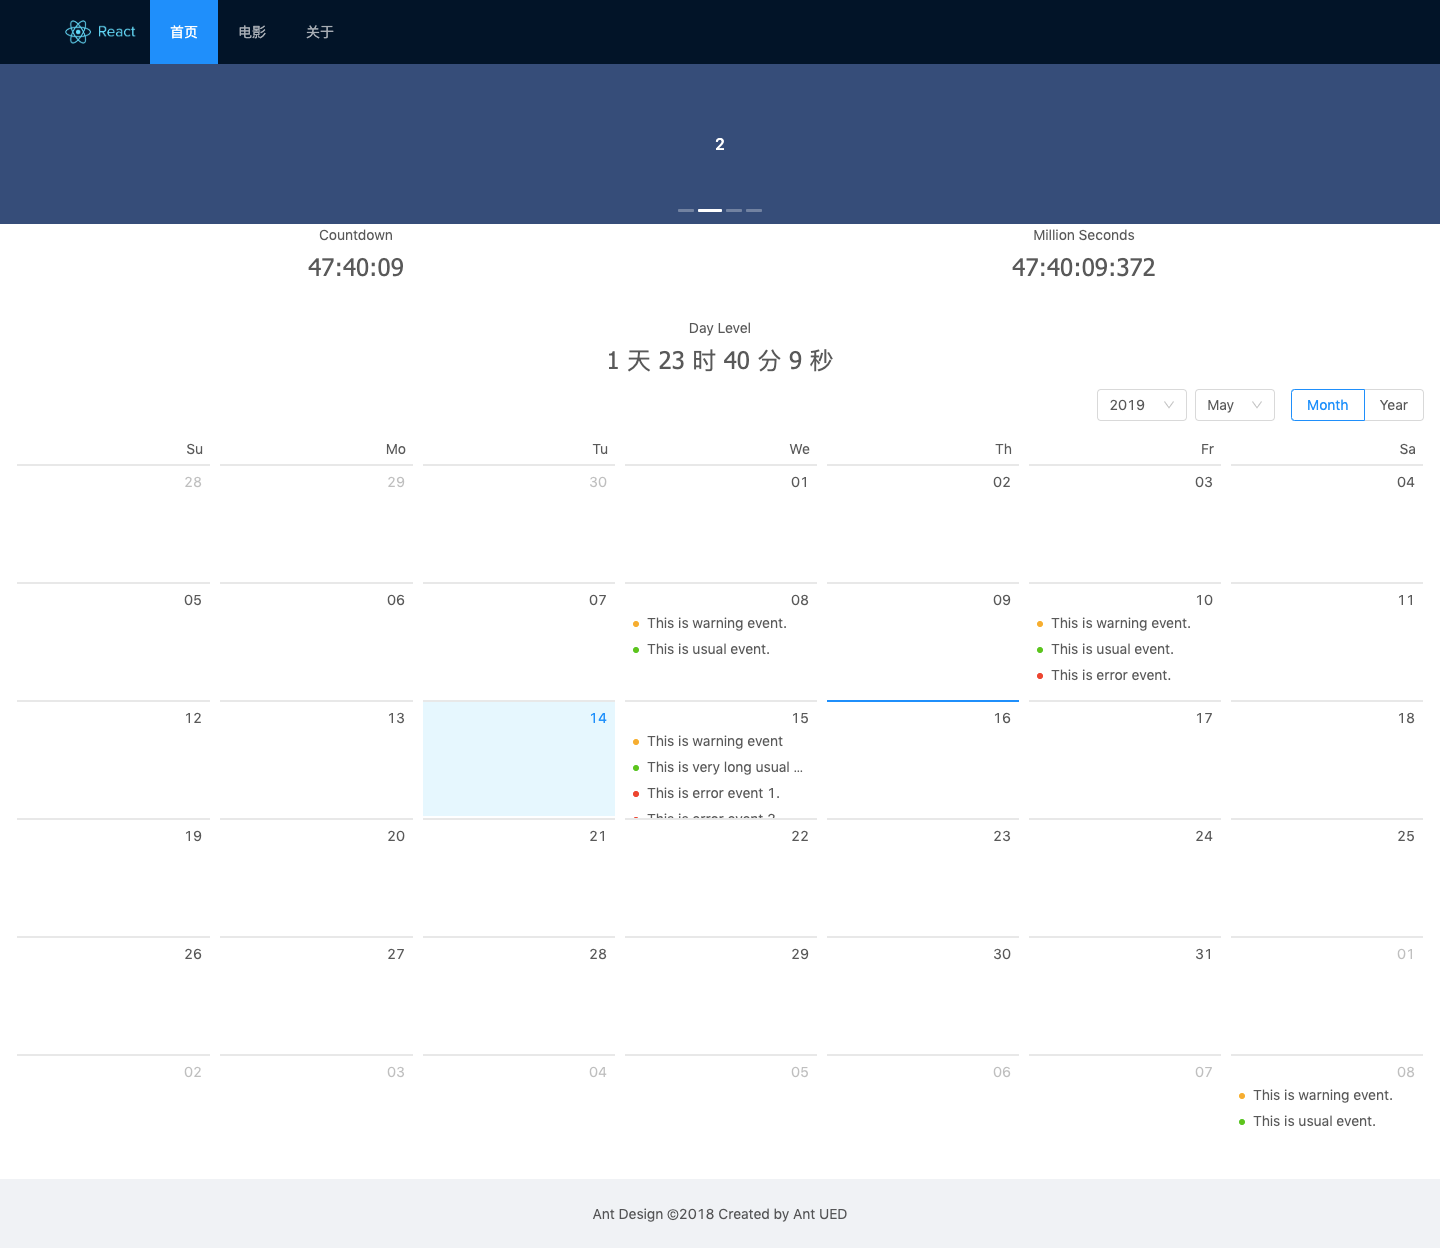 React 首页 电影 关于
2
Countdown Million Seconds
47:40:09 47:40:09:372
Day Level
1 天 23 时 40 分 9 秒
2019 May Month Year
Su Mo Tu We Th Fr Sa
28 29 30 01 02 03 04
05 06 07 08 09 10 11
This is warning event. This is warning event.
This is usual event. This is usual event.
This is error event.
12 13 14 15 16 17 18
This is warning event
This is very long usual ...
This is error event 1.
This is error event 2.
19 20 21 22 23 24 25
26 27 28 29 30 31 01
02 03 04 05 06 07 08
This is warning event.
This is usual event.
Ant Design ©2018 Created by Ant UED